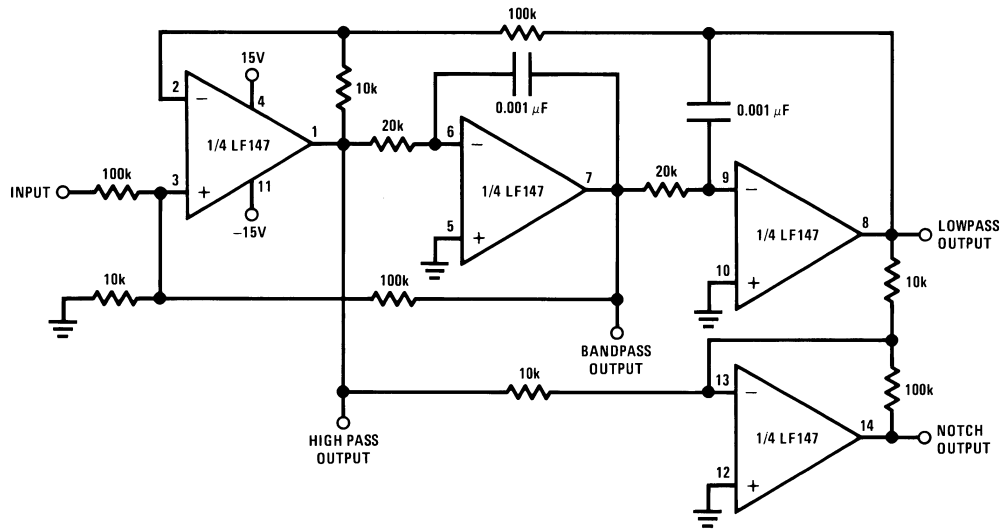 100k
15V
2
−
4
10k
0.001 μF
0.001 μF
1/4 LF147
1
20k
6
−
INPUT
100k
3
+
11
−15V
1/4 LF147
7
20k
9
−
5
+
1/4 LF147
8
LOWPASS
OUTPUT
10k
100k
10
+
10k
BANDPASS
OUTPUT
10k
13
−
100k
HIGH PASS
OUTPUT
1/4 LF147
14
NOTCH
OUTPUT
12
+